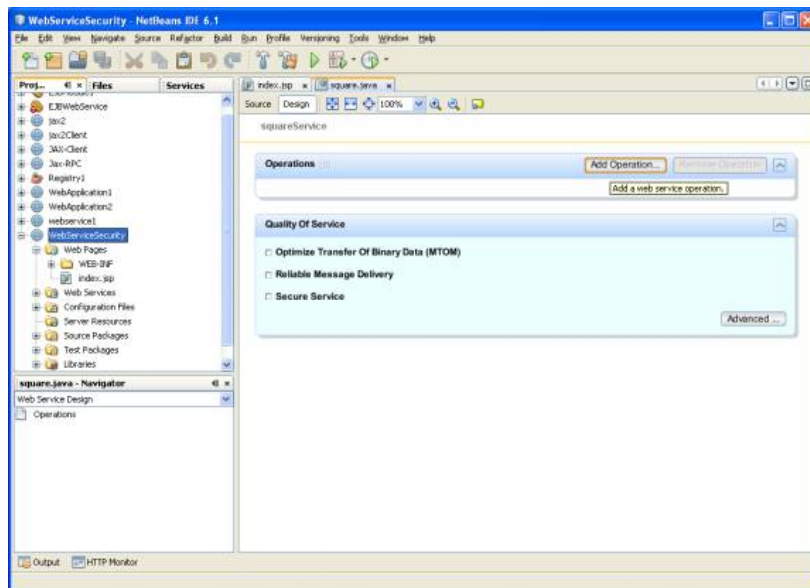 WebServiceSecurity - NetBeans IDE 6.1
File Edit View Navigate Source Refactor Build Run Profile Versioning Tools Window Help
Proj... Files Services
index.jsp square.java
Source Design 100%
EJBWebService
jax2
jax2Client
JAX-Client
Jax-RPC
Registry1
WebApplication1
WebApplication2
webservice1
WebServiceSecurity
Web Pages
WEB-INF
index.jsp
Web Services
Configuration Files
Server Resources
Source Packages
Test Packages
Libraries
squareService
Operations
Add Operation... Remove Operation
Add a web service operation.
Quality Of Service
Optimize Transfer Of Binary Data (MTOM)
Reliable Message Delivery
Secure Service
Advanced ...
square.java - Navigator
Web Service Design
Operations
Output HTTP Monitor